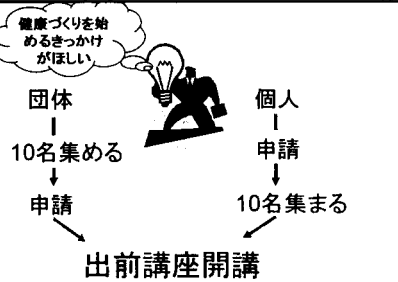 健康づくりを始
めるきっかけ
がほしい
団体
個人
10名集める
申請
申請
10名集まる
出前講座開講